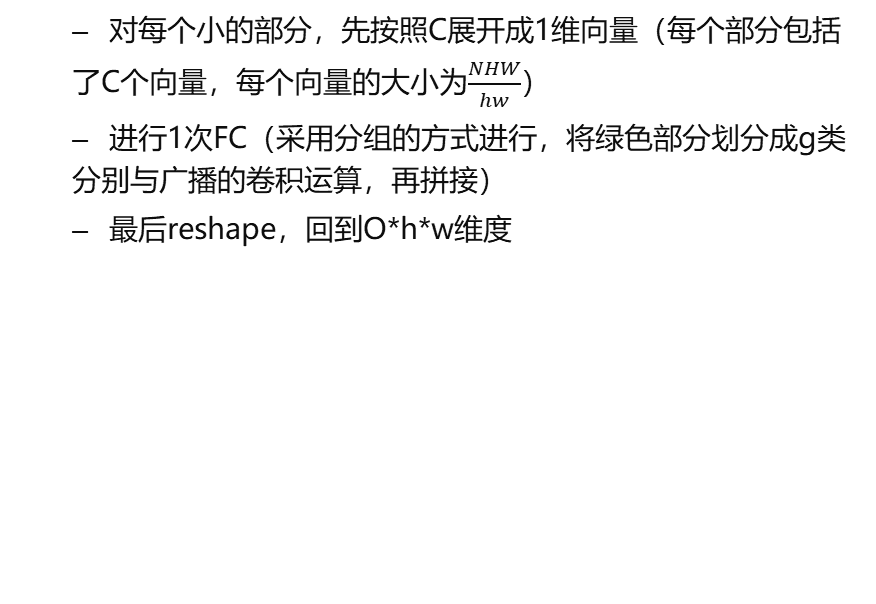 – 对每个小的部分，先按照C展开成1维向量（每个部分包括
了C个向量，每个向量的大小为\frac{NHW}{hw}）
– 进行1次FC（采用分组的方式进行，将绿色部分划分成g类
分别与广播的卷积运算，再拼接）
– 最后reshape，回到O*h*w维度